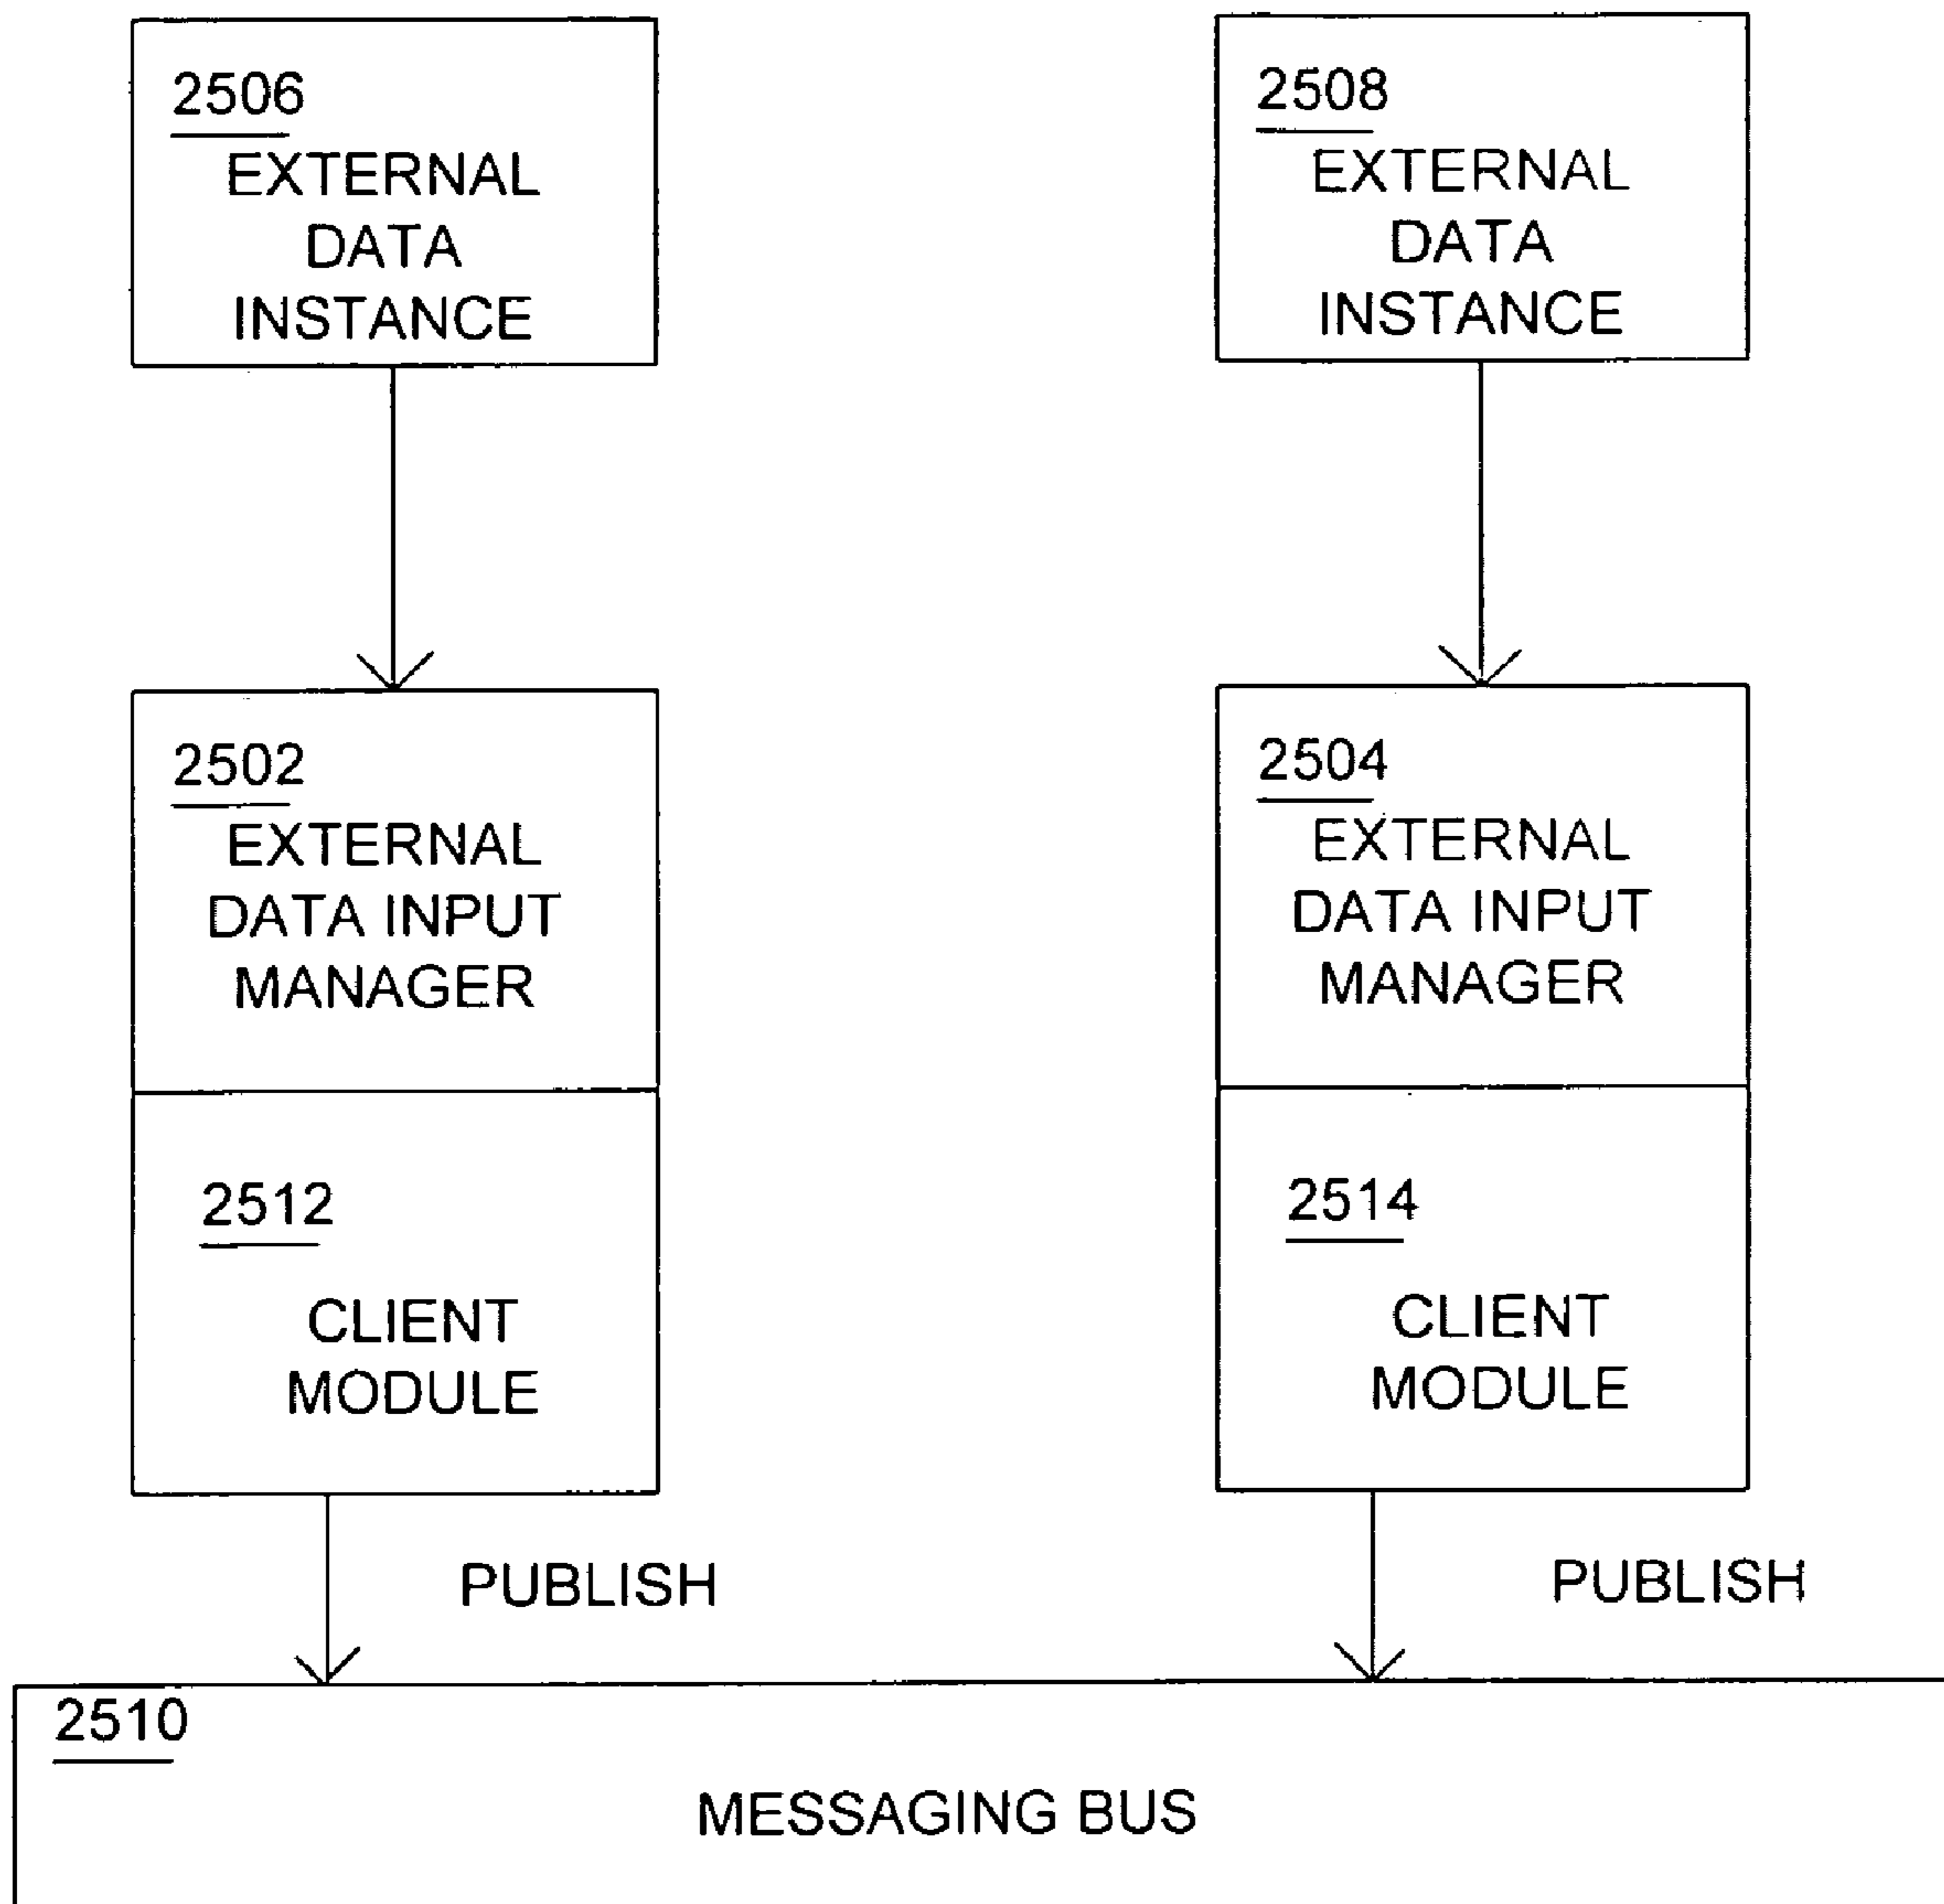 2506
EXTERNAL
DATA
INSTANCE
2508
EXTERNAL
DATA
INSTANCE
2502
EXTERNAL
DATA INPUT
MANAGER
2504
EXTERNAL
DATA INPUT
MANAGER
2512
CLIENT
MODULE
2514
CLIENT
MODULE
PUBLISH
PUBLISH
2510
MESSAGING BUS